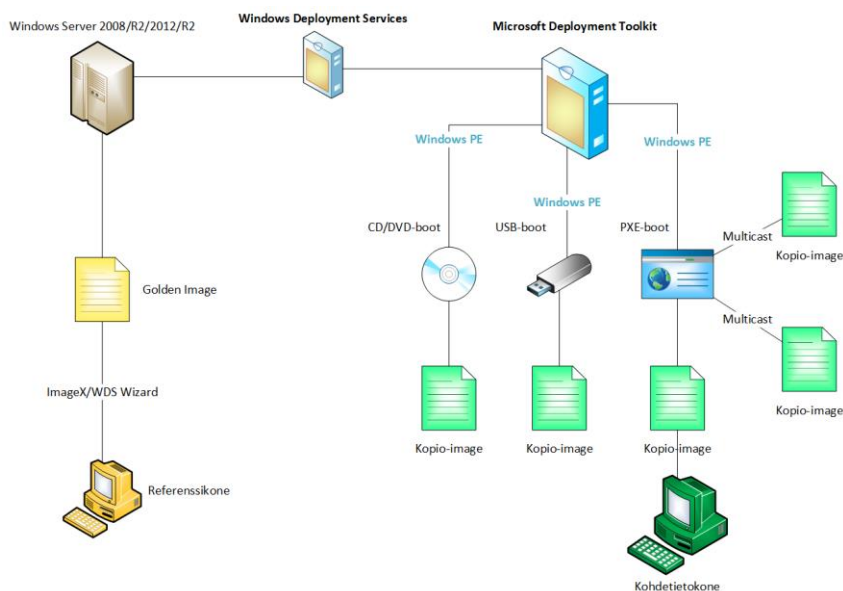 Windows Server 2008/R2/2012/R2
Windows Deployment Services
Microsoft Deployment Toolkit
Windows PE
Windows PE
Windows PE
CD/DVD-boot
USB-boot
PXE-boot
Multicast
Kopio-image
Golden Image
Multicast
ImageX/WDS Wizard
Kopio-image
Kopio-image
Kopio-image
Kopio-image
Referenssikone
Kohdetietokone